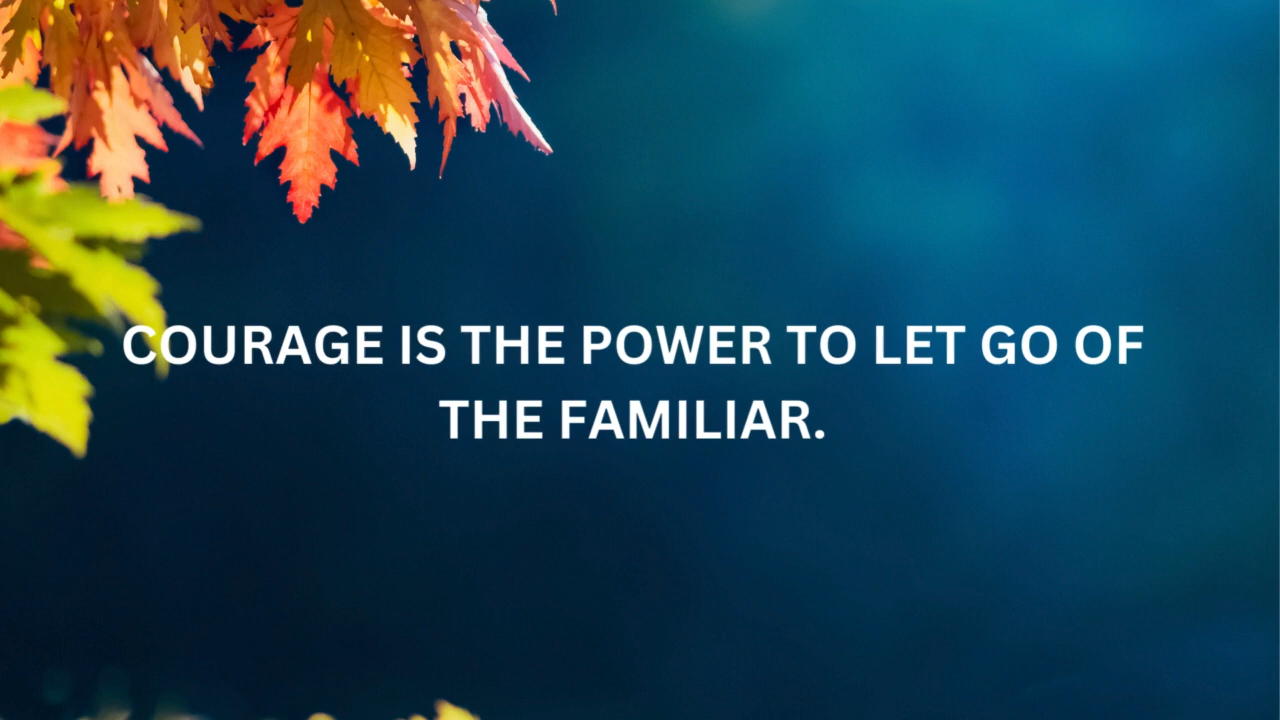 COURAGE IS THE POWER TO LET GO OF
THE FAMILIAR.